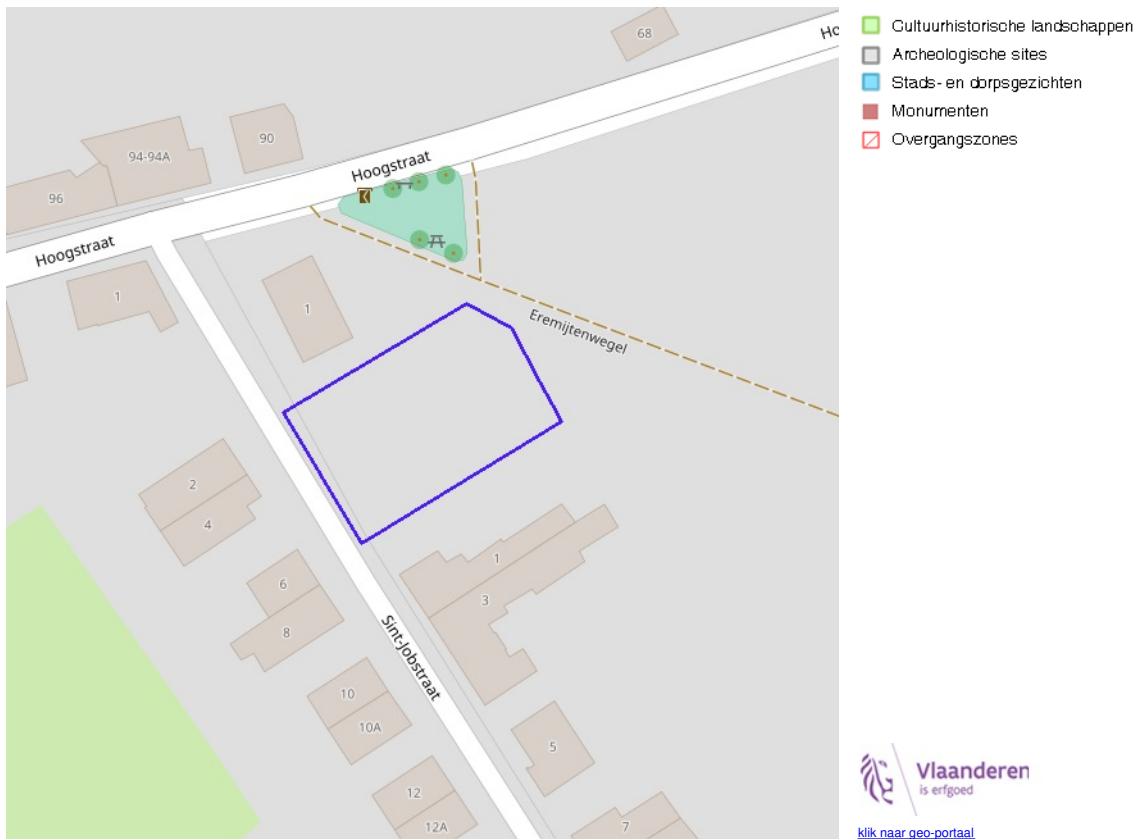 Ho
68
90
94-94A
96
Hoogstraat
Hoogstraat
1
1
Eremijtenwegel
2
4
1
6
3
8
Sint-Jobstraat
10
10A
5
12
12A
7
Cultuurhistorische landschappen
Archeologische sites
Stads- en dorpsgezichten
Monumenten
Overgangszones
Vlaanderen
is erfgoed
klik naar geo-portaal